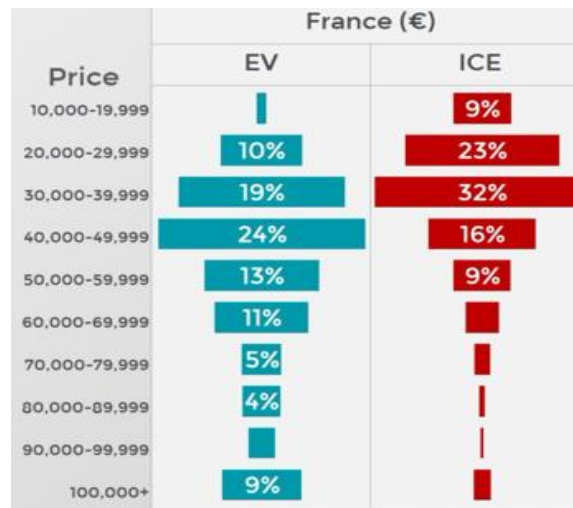 France (€)
Price EV ICE
10,000-19,999 9%
20,000-29,999 10% 23%
30,000-39,999 19% 32%
40,000-49,999 24% 16%
50,000-59,999 13% 9%
60,000-69,999 11%
70,000-79,999 5%
80,000-89,999 4%
90,000-99,999
100,000+ 9%